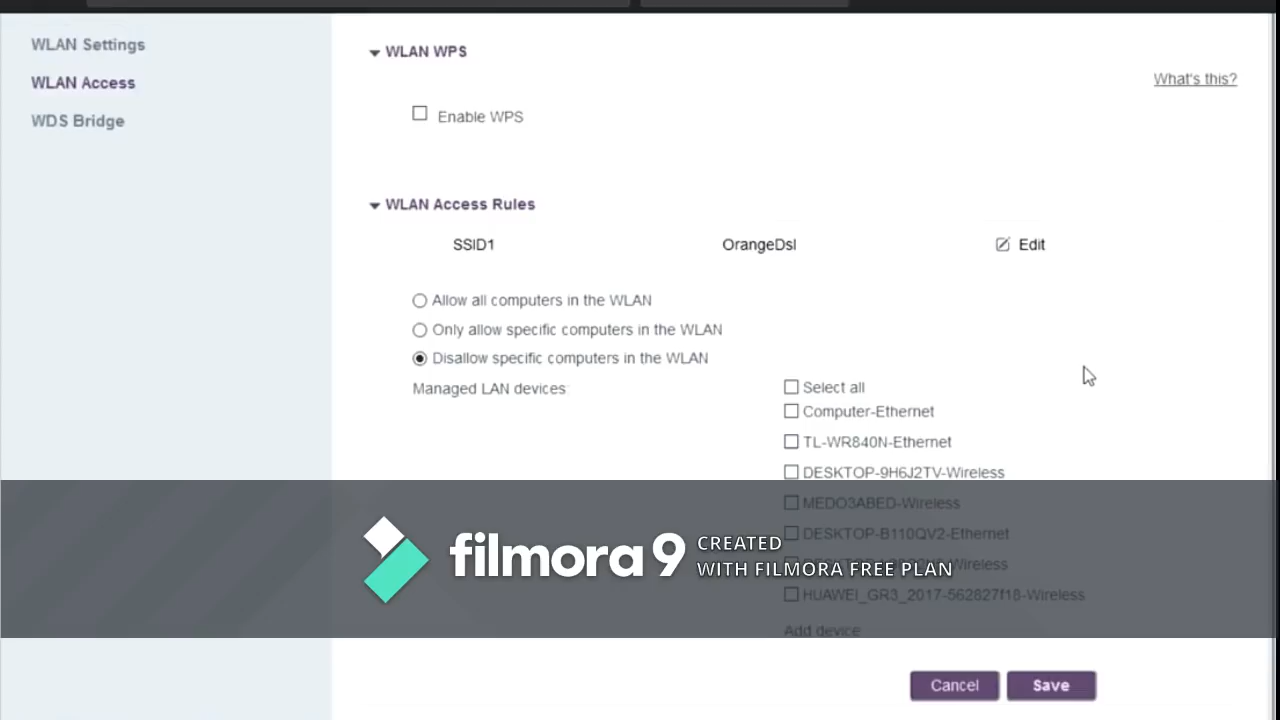 WLAN Settings
WLAN Access
WDS Bridge
WLAN WPS
What's this?
Enable WPS
WLAN Access Rules
SSID1 OrangeDsl Edit
Allow all computers in the WLAN
Only allow specific computers in the WLAN
Disallow specific computers in the WLAN
Managed LAN devices:
Select all
Computer-Ethernet
TL-WR840N-Ethernet
DESKTOP-9H6J2TV-Wireless
MEDO3ABED-Wireless
DESKTOP-B110QV2-Ethernet
filmora9 CREATED
WITH FILMORA FREE PLAN
HUAWEI_GR3_2017-562827f18-Wireless
Add device
Cancel Save